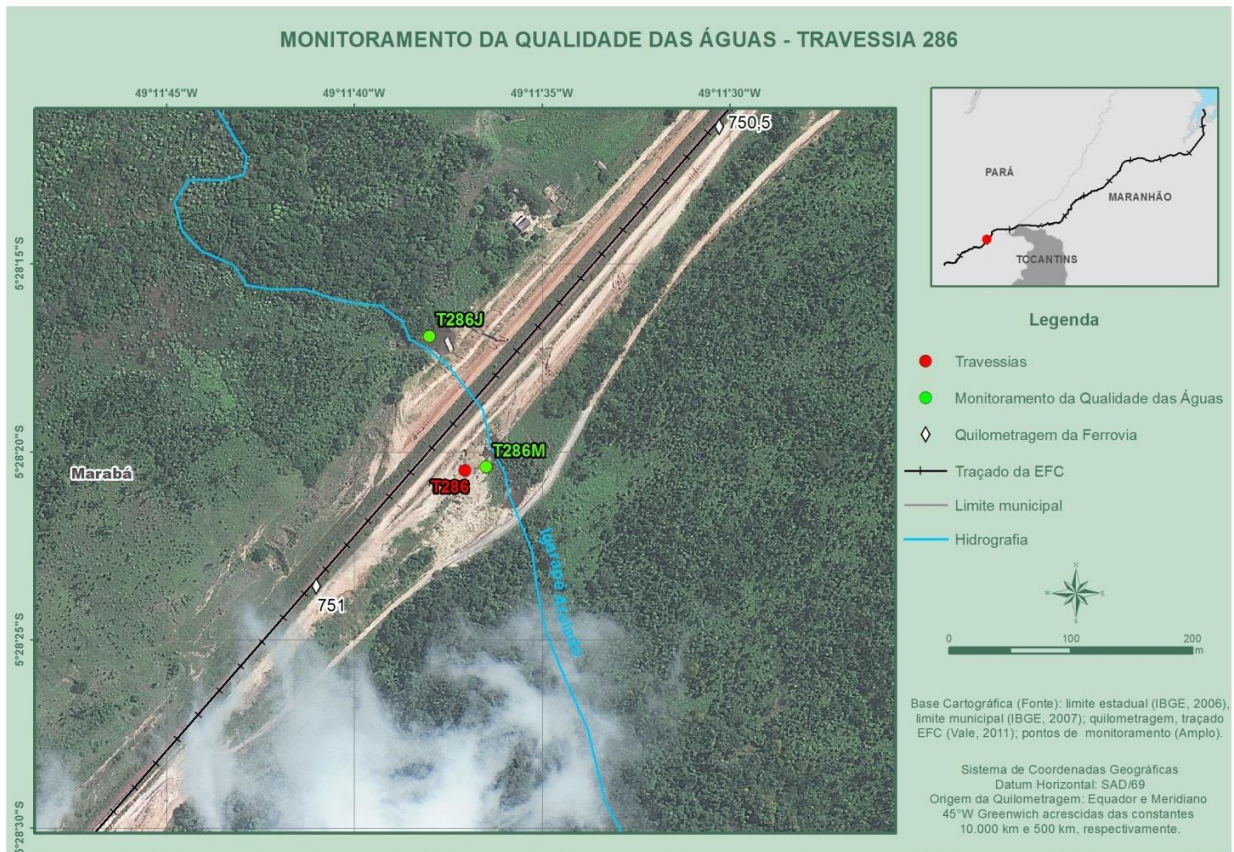 MONITORAMENTO DA QUALIDADE DAS ÁGUAS - TRAVESSIA 286
49°11'45"W
49°11'40"W
49°11'35"W
49°11'30"W
750,5
5°28'15"S
5°28'20"S
5°28'25"S
5°28'30"S
T286J
T286M
T286
Marabá
751
Igarapé
PARÁ
MARANHÃO
TOCANTINS
Legenda
Travessias
Monitoramento da Qualidade das Águas
Quilometragem da Ferrovia
Traçado da EFC
Limite municipal
Hidrografia
N
W
E
S
0
100
200
m
Base Cartográfica (Fonte): limite estadual (IBGE, 2006),
limite municipal (IBGE, 2007); quilometragem, traçado
EFC (Vale, 2011); pontos de monitoramento (Amplo).
Sistema de Coordenadas Geográficas
Datum Horizontal: SAD/69
Origem da Quilometragem: Equador e Meridiano
45°W Greenwich acrescidas das constantes
10.000 km e 500 km, respectivamente.